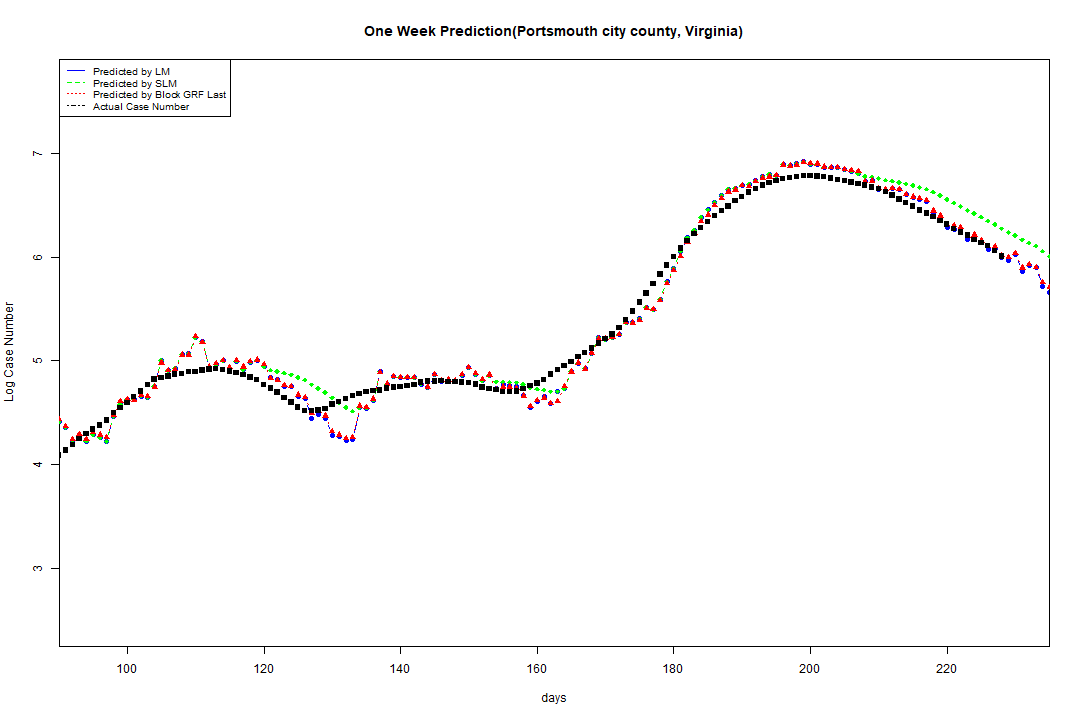 One Week Prediction(Portsmouth city county, Virginia)
Predicted by LM
Predicted by SLM
Predicted by Block GRF Last
Actual Case Number
7
6
5
4
3
Log Case Number
100 120 140 160 180 200 220
days